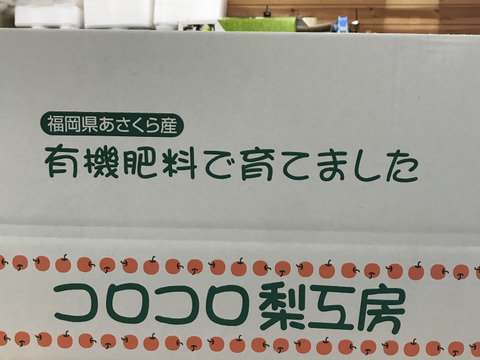 福岡県あさくら産
有機肥料で育てました
コロコロ梨工房